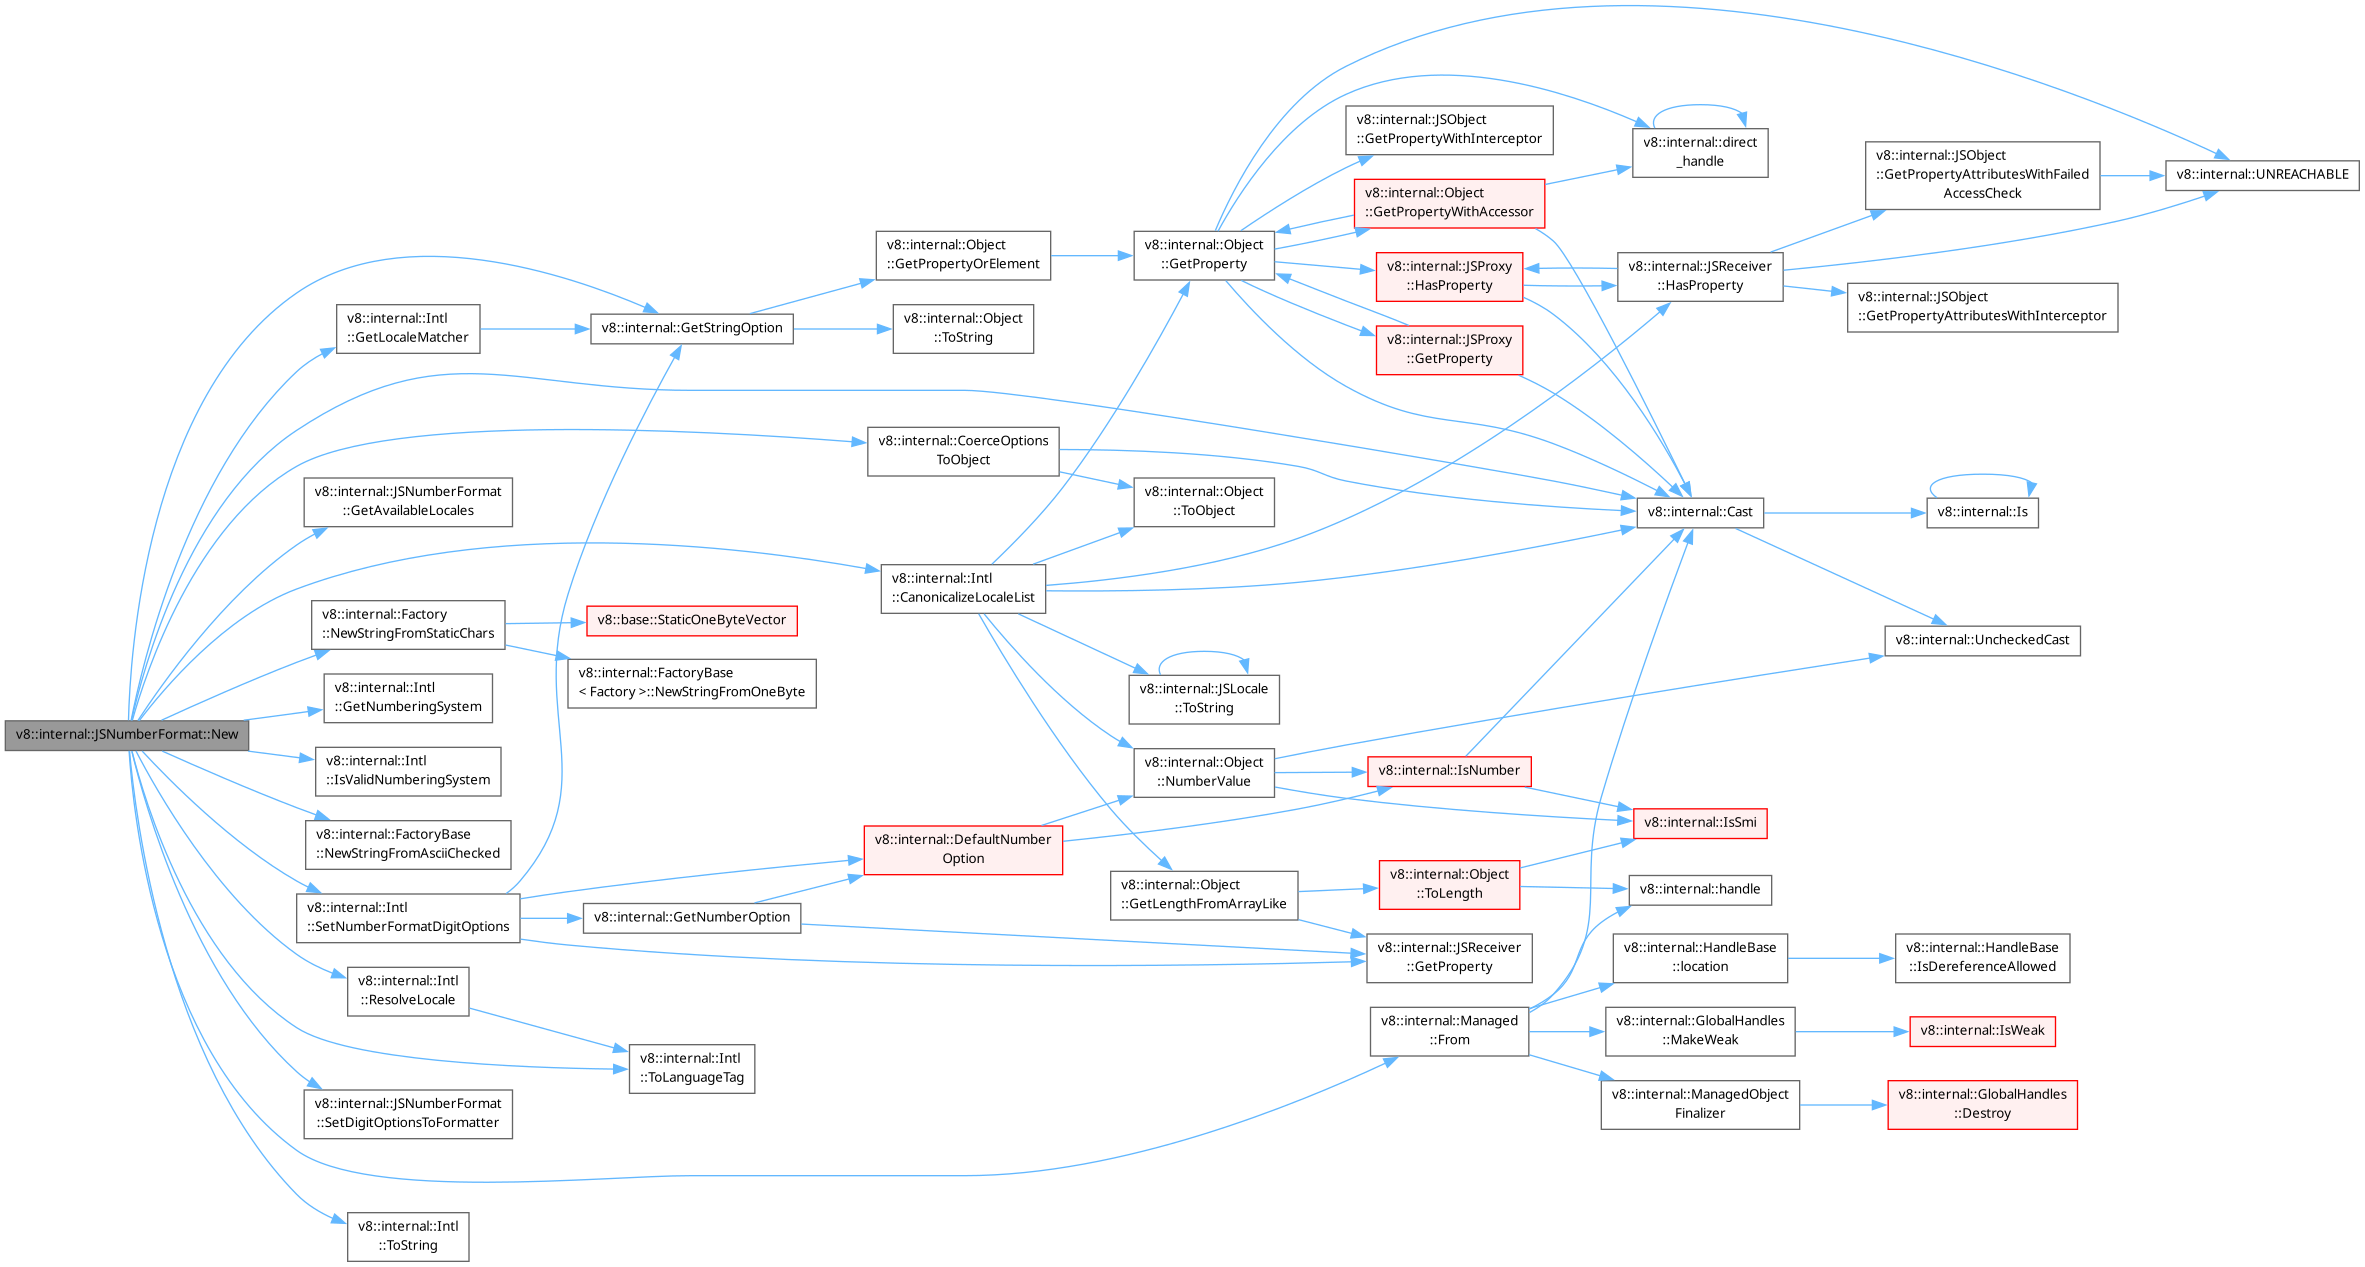 v8::internal::JSNumberFormat::New
v8::internal::Intl
::GetLocaleMatcher
v8::internal::JSNumberFormat
::GetAvailableLocales
v8::internal::Factory
::NewStringFromStaticChars
v8::internal::Intl
::GetNumberingSystem
v8::internal::Intl
::IsValidNumberingSystem
v8::internal::FactoryBase
::NewStringFromAsciiChecked
v8::internal::Intl
::SetNumberFormatDigitOptions
v8::internal::Intl
::ResolveLocale
v8::internal::JSNumberFormat
::SetDigitOptionsToFormatter
v8::internal::Intl
::ToString
v8::internal::GetStringOption
v8::base::StaticOneByteVector
v8::internal::FactoryBase
< Factory >::NewStringFromOneByte
v8::internal::GetNumberOption
v8::internal::Intl
::ToLanguageTag
v8::internal::Object
::GetPropertyOrElement
v8::internal::Object
::ToString
v8::internal::CoerceOptions
ToObject
v8::internal::Intl
::CanonicalizeLocaleList
v8::internal::DefaultNumber
Option
v8::internal::Object
::GetProperty
v8::internal::Object
::ToObject
v8::internal::JSLocale
::ToString
v8::internal::Object
::NumberValue
v8::internal::Object
::GetLengthFromArrayLike
v8::internal::JSObject
::GetPropertyWithInterceptor
v8::internal::Object
::GetPropertyWithAccessor
v8::internal::JSProxy
::HasProperty
v8::internal::JSProxy
::GetProperty
v8::internal::IsNumber
v8::internal::Object
::ToLength
v8::internal::JSReceiver
::GetProperty
v8::internal::Managed
::From
v8::internal::direct
_handle
v8::internal::JSReceiver
::HasProperty
v8::internal::Cast
v8::internal::IsSmi
v8::internal::handle
v8::internal::HandleBase
::location
v8::internal::GlobalHandles
::MakeWeak
v8::internal::ManagedObject
Finalizer
v8::internal::JSObject
::GetPropertyAttributesWithFailed
AccessCheck
v8::internal::JSObject
::GetPropertyAttributesWithInterceptor
v8::internal::Is
v8::internal::UncheckedCast
v8::internal::HandleBase
::IsDereferenceAllowed
v8::internal::IsWeak
v8::internal::GlobalHandles
::Destroy
v8::internal::UNREACHABLE